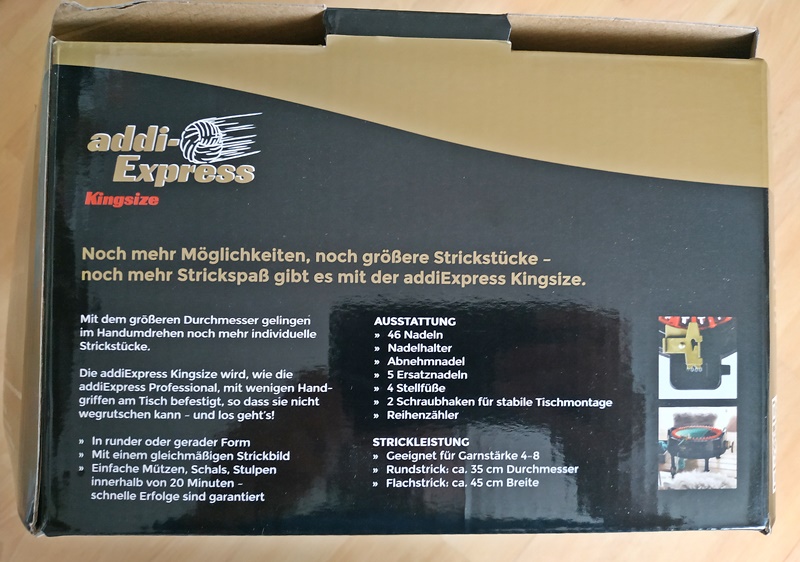 addi-
Express
Kingsize
Noch mehr Möglichkeiten, noch größere Strickstücke –
noch mehr Strickspaß gibt es mit der addiExpress Kingsize.
Mit dem größeren Durchmesser gelingen
im Handumdrehen noch mehr individuelle
Strickstücke.
Die addiExpress Kingsize wird, wie die
addiExpress Professional, mit wenigen Hand-
griffen am Tisch befestigt, so dass sie nicht
wegrutschen kann – und los geht's!
» In runder oder gerader Form
» Mit einem gleichmäßigen Strickbild
» Einfache Mützen, Schals, Stulpen
innerhalb von 20 Minuten –
schnelle Erfolge sind garantiert
AUSSTATTUNG
» 46 Nadeln
» Nadelhalter
» Abnehmnadel
» 5 Ersatznadeln
» 4 Stellfüße
» 2 Schraubhaken für stabile Tischmontage
» Reihenzähler
STRICKLEISTUNG
» Geeignet für Garnstärke 4-8
» Rundstrick: ca. 35 cm Durchmesser
» Flachstrick: ca. 45 cm Breite